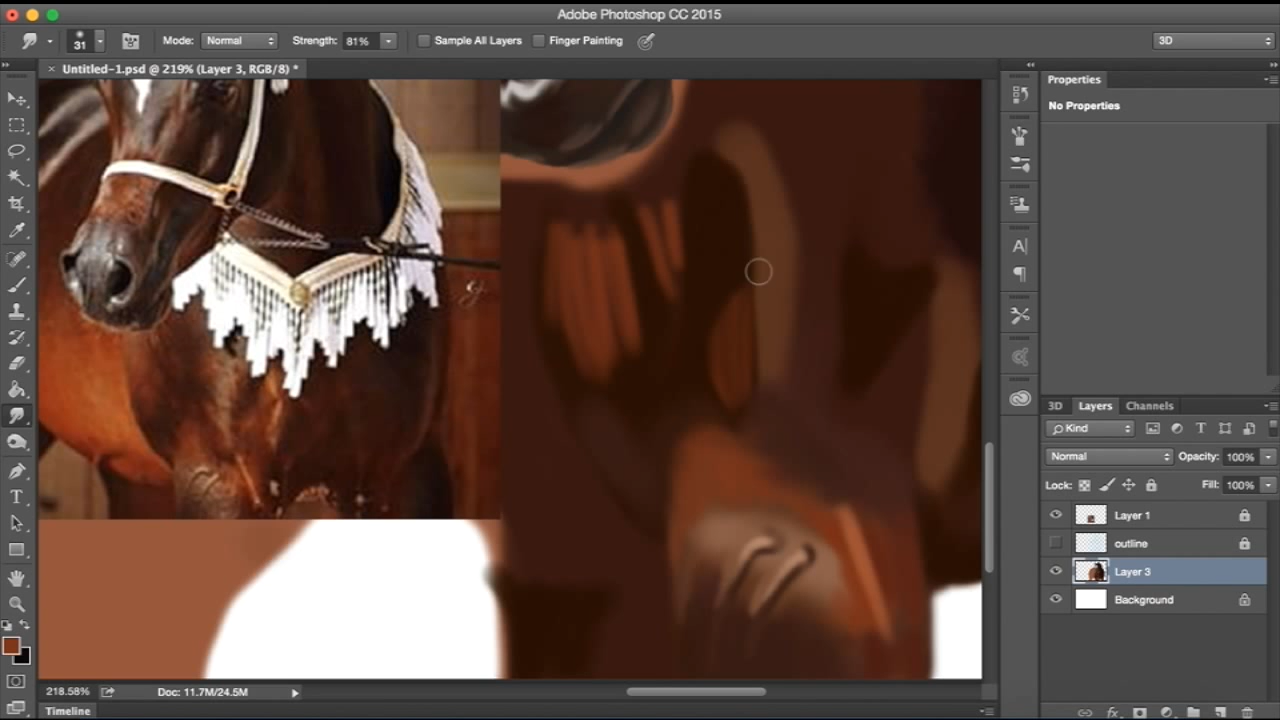 Adobe Photoshop CC 2015
31 Mode: Normal Strength: 81% Sample All Layers Finger Painting 3D
Untitled-1.psd @ 219% (Layer 3, RGB/8) *
Properties
No Properties
3D Layers Channels
Kind
Normal Opacity: 100%
Lock: Fill: 100%
Layer 1
outline
Layer 3
Background
218.58% Doc: 11.7M/24.5M
Timeline